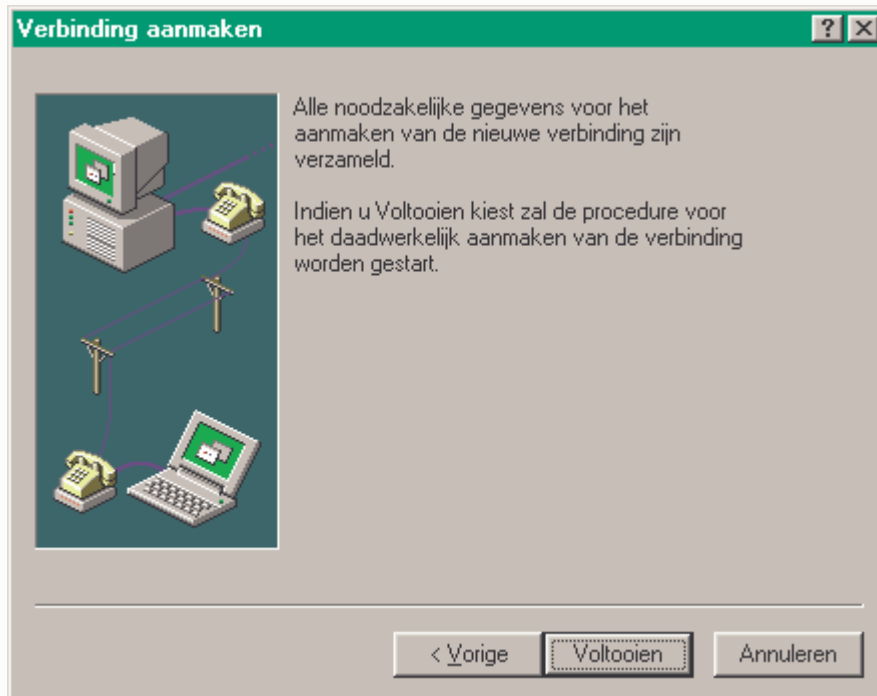 Verbinding aanmaken
Alle noodzakelijke gegevens voor het
aanmaken van de nieuwe verbinding zijn
verzameld.
Indien u Voltooien kiest zal de procedure voor
het daadwerkelijk aanmaken van de verbinding
worden gestart.
< Vorige
Voltooien
Annuleren